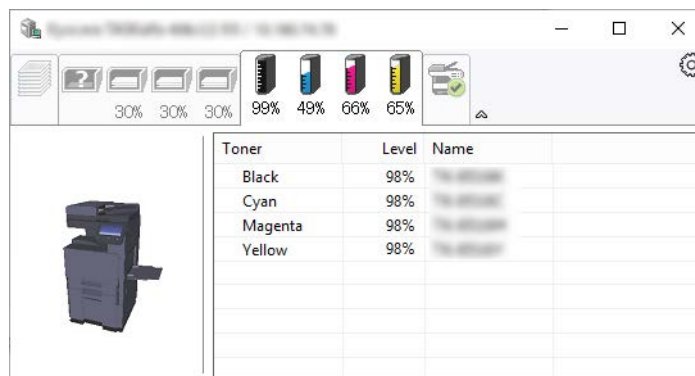 30% 30% 30% 99% 49% 66% 65%
Toner Level Name
Black 98%
Cyan 98%
Magenta 98%
Yellow 98%